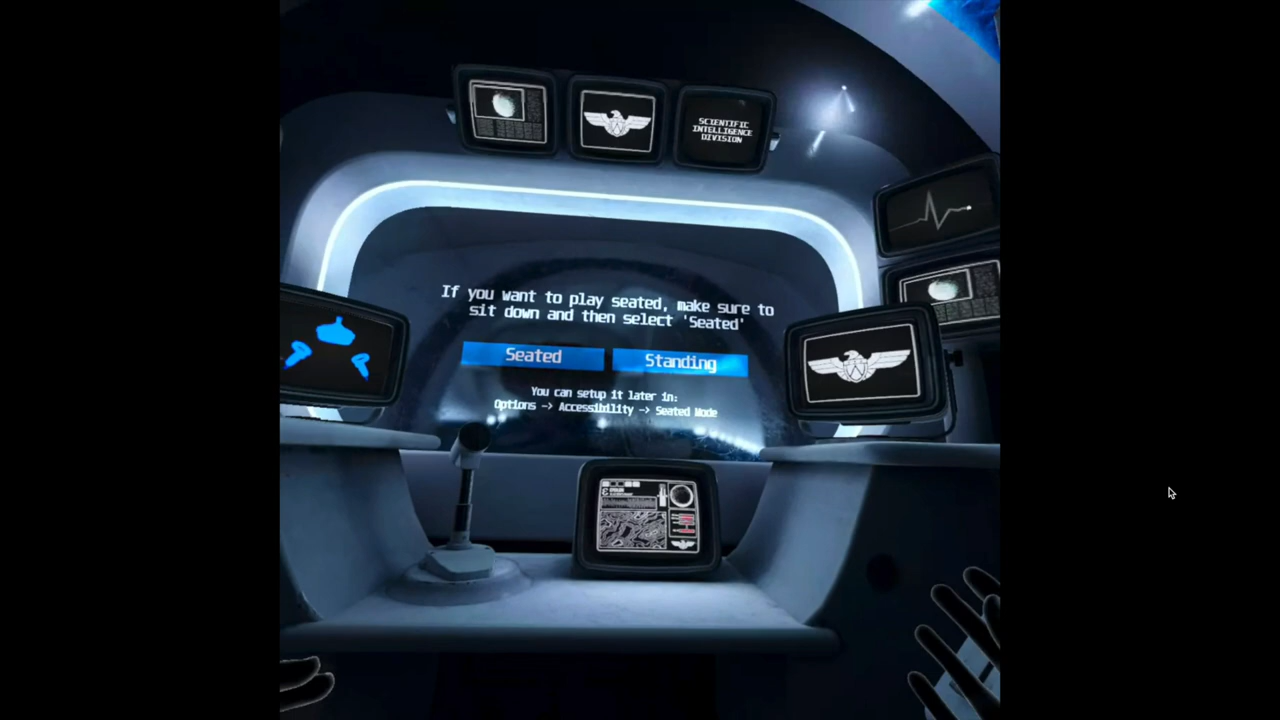 SCIENTIFIC
INTELLIGENCE
DIVISION
If you want to play seated, make sure to
sit down and then select 'Seated'
Seated
Standing
You can setup it later in:
Options -> Accessibility -> Seated Mode